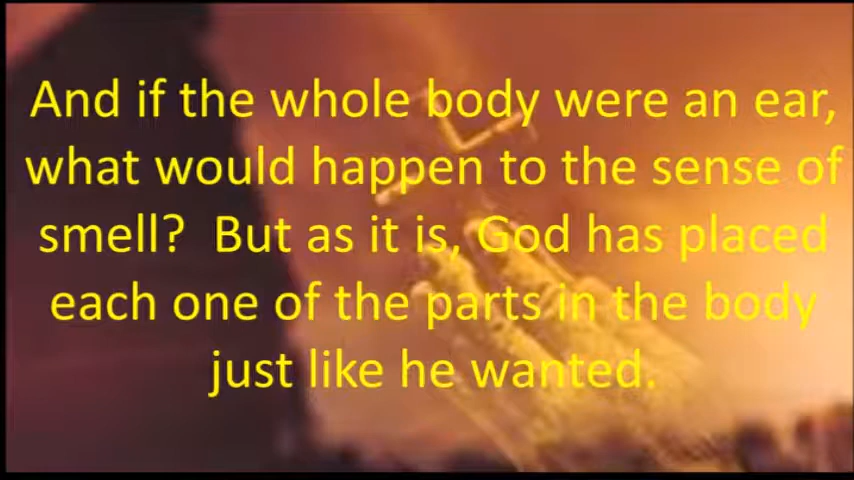 And if the whole body were an ear,
what would happen to the sense of
smell?  But as it is, God has placed
each one of the parts in the body
just like he wanted.